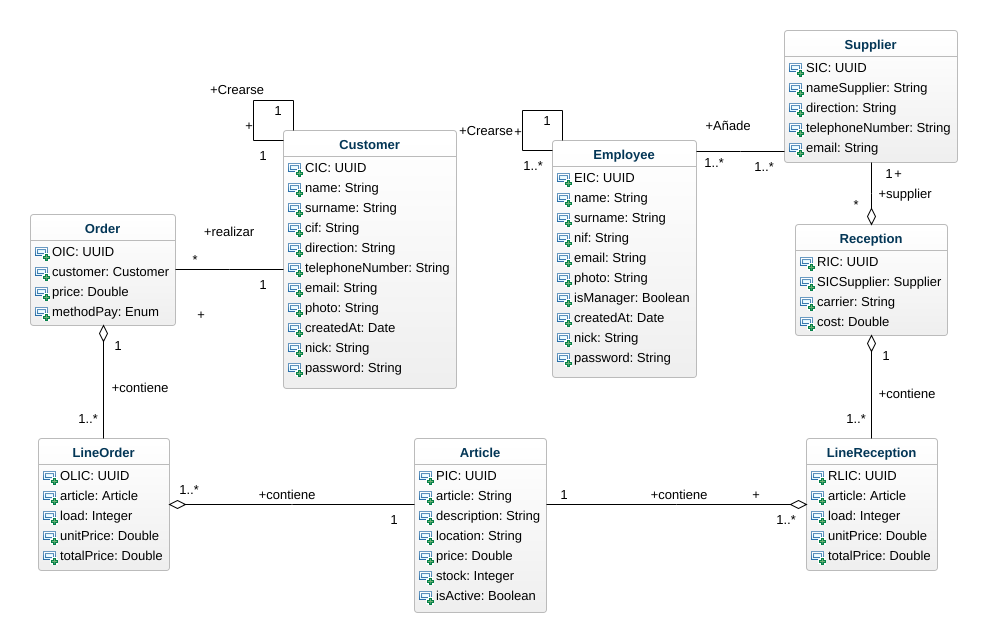 Supplier
SIC: UUID
nameSupplier: String
direction: String
telephoneNumber: String
email: String
+Crearse
1
+
1
Customer
CIC: UUID
name: String
surname: String
cif: String
direction: String
telephoneNumber: String
email: String
photo: String
createdAt: Date
nick: String
password: String
+Crearse
+
1
1..*
Employee
EIC: UUID
name: String
surname: String
nif: String
email: String
photo: String
isManager: Boolean
createdAt: Date
nick: String
password: String
+Añade
1..*
1..*
1
+
+supplier
*
Order
OIC: UUID
customer: Customer
price: Double
methodPay: Enum
+realizar
*
1
+
Reception
RIC: UUID
SICSupplier: Supplier
carrier: String
cost: Double
1
+contiene
1..*
1
+contiene
1..*
LineOrder
OLIC: UUID
article: Article
load: Integer
unitPrice: Double
totalPrice: Double
1..*
+contiene
1
Article
PIC: UUID
article: String
description: String
location: String
price: Double
stock: Integer
isActive: Boolean
1
+contiene
+
1..*
LineReception
RLIC: UUID
article: Article
load: Integer
unitPrice: Double
totalPrice: Double